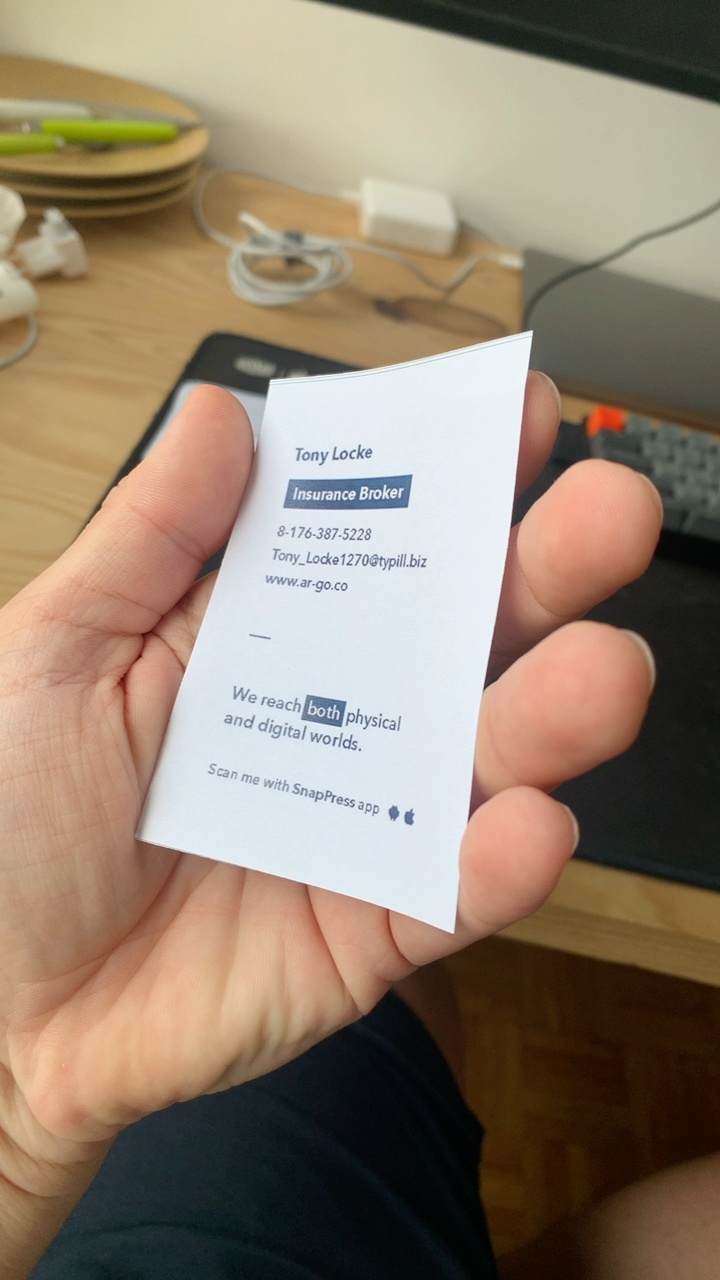 Tony Locke
Insurance Broker
8-176-387-5228
Tony_Locke1270@typill.biz
www.ar-go.co
We reach both physical
and digital worlds.
Scan me with SnapPress app